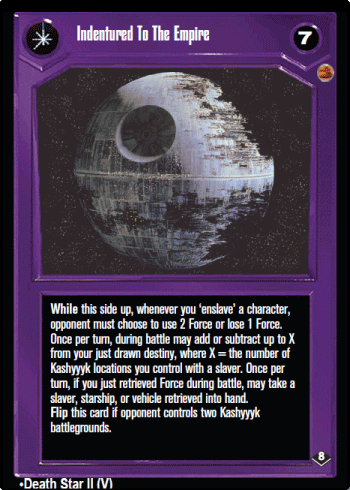 Indentured To The Empire
7
While this side up, whenever you ‘enslave’ a character,
opponent must choose to use 2 Force or lose 1 Force.
Once per turn, during battle may add or subtract up to X
from your just drawn destiny, where X = the number of
Kashyyyk locations you control with a slaver. Once per
turn, if you just retrieved Force during battle, may take a
slaver, starship, or vehicle retrieved into hand.
Flip this card if opponent controls two Kashyyyk
battlegrounds.
8
•Death Star II (V)